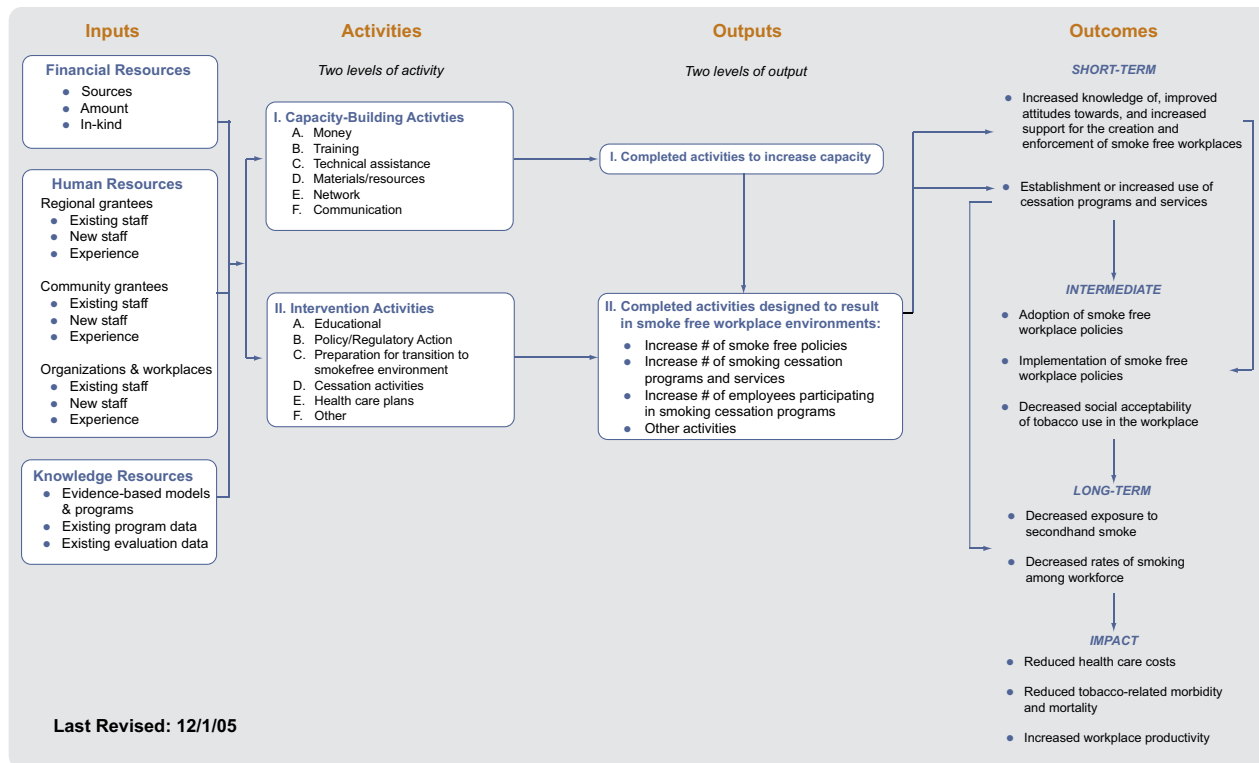 Inputs
Financial Resources
● Sources
● Amount
● In-kind
Human Resources
Regional grantees
● Existing staff
● New staff
● Experience
Community grantees
● Existing staff
● New staff
● Experience
Organizations & workplaces
● Existing staff
● New staff
● Experience
Knowledge Resources
● Evidence-based models
& programs
● Existing program data
● Existing evaluation data
Activities
Two levels of activity
I. Capacity-Building Activties
A. Money
B. Training
C. Technical assistance
D. Materials/resources
E. Network
F. Communication
II. Intervention Activities
A. Educational
B. Policy/Regulatory Action
C. Preparation for transition to
smokefree environment
D. Cessation activities
E. Health care plans
F. Other
Outputs
Two levels of output
I. Completed activities to increase capacity
II. Completed activities designed to result
in smoke free workplace environments:
● Increase # of smoke free policies
● Increase # of smoking cessation
programs and services
● Increase # of employees participating
in smoking cessation programs
● Other activities
Outcomes
SHORT-TERM
● Increased knowledge of, improved
attitudes towards, and increased
support for the creation and
enforcement of smoke free workplaces
● Establishment or increased use of
cessation programs and services
INTERMEDIATE
● Adoption of smoke free
workplace policies
● Implementation of smoke free
workplace policies
● Decreased social acceptability
of tobacco use in the workplace
LONG-TERM
● Decreased exposure to
secondhand smoke
● Decreased rates of smoking
among workforce
IMPACT
● Reduced health care costs
● Reduced tobacco-related morbidity
and mortality
● Increased workplace productivity
Last Revised: 12/1/05